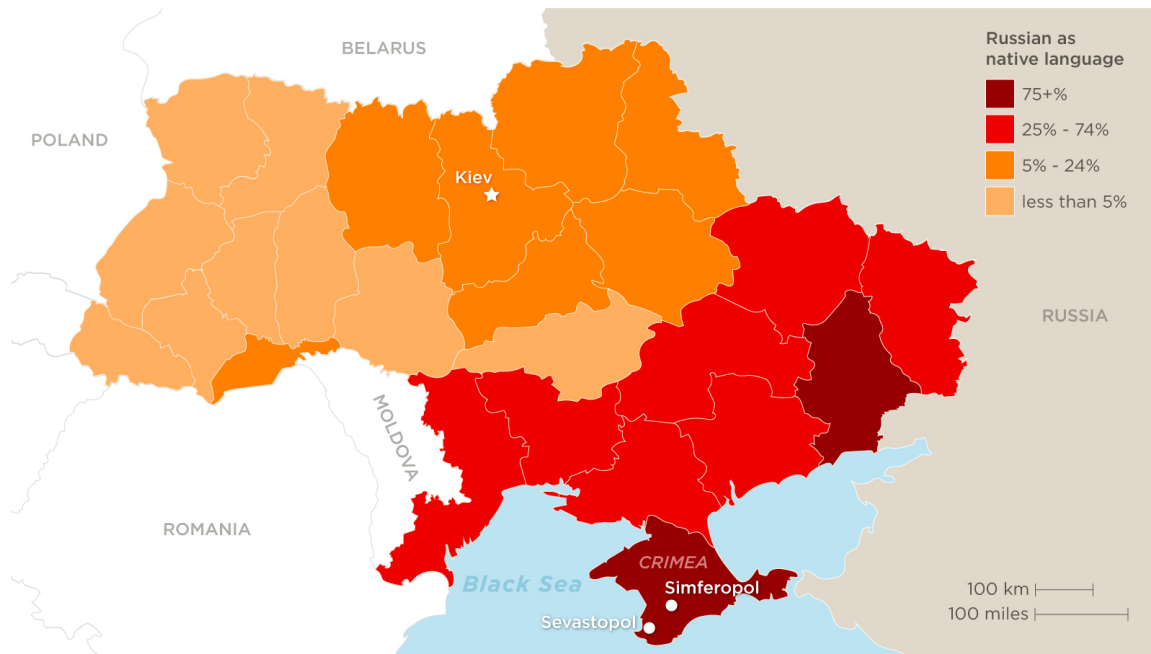 BELARUS
Russian as
native language
75+%
25% - 74%
5% - 24%
less than 5%
POLAND
Kiev
RUSSIA
MOLDOVA
ROMANIA
CRIMEA
Black Sea
Simferopol
Sevastopol
100 km
100 miles